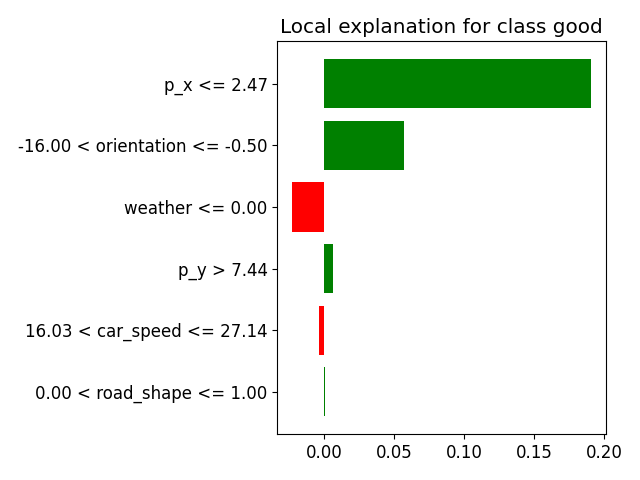 Local explanation for class good
p_x <= 2.47
-16.00 < orientation <= -0.50
weather <= 0.00
p_y > 7.44
16.03 < car_speed <= 27.14
0.00 < road_shape <= 1.00
0.00 0.05 0.10 0.15 0.20